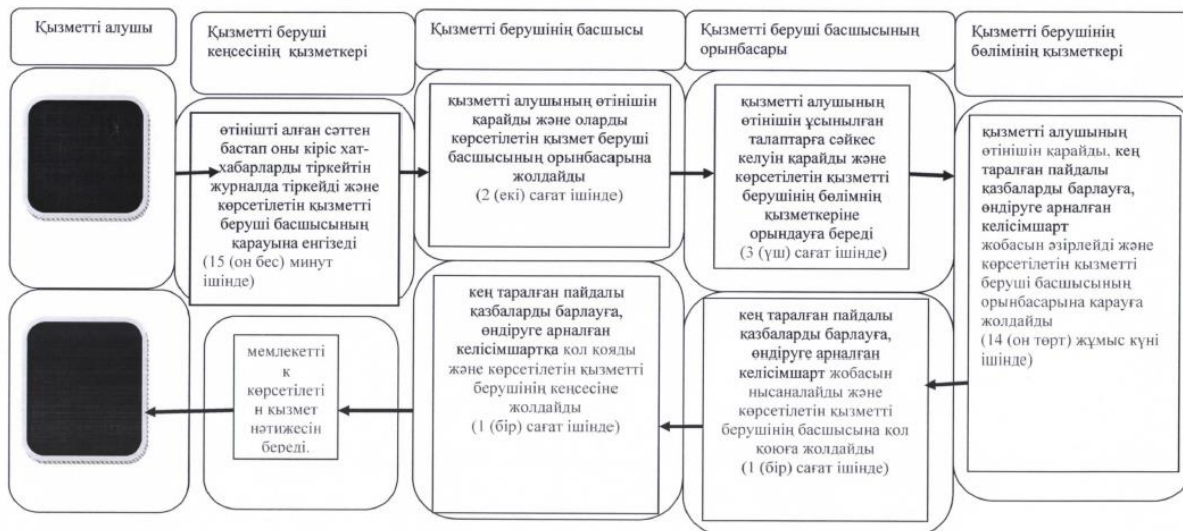 Қызметті алушы
Қызметті беруші
кеңсесінің қызметкері
Қызметті берушінің басшысы
Қызметті беруші басшысының
орынбасары
Қызметті берушінің
бөлімінің қызметкері
өтінішті алған сәттен
бастап оны кіріс хат-
хабарларды тіркейтін
журналда тіркейді және
көрсетілетін қызметті
беруші басшысының
қарауына енгізеді
(15 (он бес) минут
ішінде)
қызметті алушының өтінішін
қарайды және оларды
көрсетілетін қызмет беруші
басшысының орынбасарына
жолдайды
(2 (екі) сағат ішінде)
қызметті алушының
өтінішін ұсынылған
талаптарға сәйкес
келуін қарайды және
көрсетілетін қызметті
берушінің бөлімнің
қызметкеріне
орындауға береді
(3 (үш) сағат ішінде)
қызметті алушының
өтінішін қарайды, кең
таралған пайдалы
қазбаларды барлауға,
өндіруге арналған
келісімшарт
жобасын әзірлейді және
көрсетілетін қызметті
беруші басшысының
орынбасарына қарауға
жолдайды
(14 (он төрт) жұмыс күні
ішінде)
кең таралған пайдалы
қазбаларды барлауға,
өндіруге арналған
келісімшарт жобасын
нысаналайды және
көрсетілетін қызметті
берушінің басшысына қол
қоюға жолдайды
(1 (бір) сағат ішінде)
кең таралған пайдалы
қазбаларды барлауға,
өндіруге арналған
келісімшартқа қол қояды
және көрсетілетін қызметті
берушінің кеңсесіне
жолдайды
(1 (бір) сағат ішінде)
мемлекетті
к
көрсетілеті
н қызмет
нәтижесін
береді.